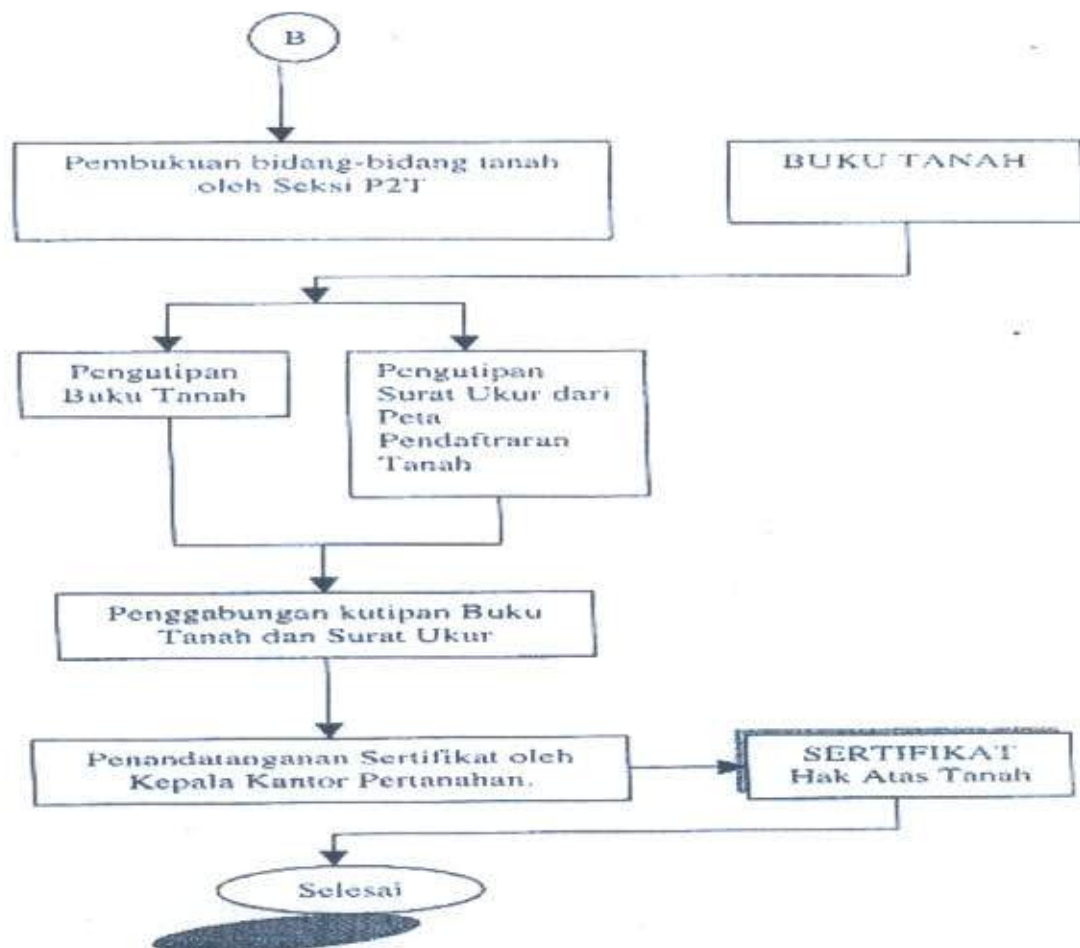 B
Pembukuan bidang-bidang tanah
oleh Seksi P2T
BUKU TANAH
Pengutipan
Buku Tanah
Pengutipan
Surat Ukur dari
Peta
Pendaftraran
Tanah
Penggabungan kutipan Buku
Tanah dan Surat Ukur
Penandatanganan Sertifikat oleh
Kepala Kantor Pertanahan.
SERTIFIKAT
Hak Atas Tanah
Selesai